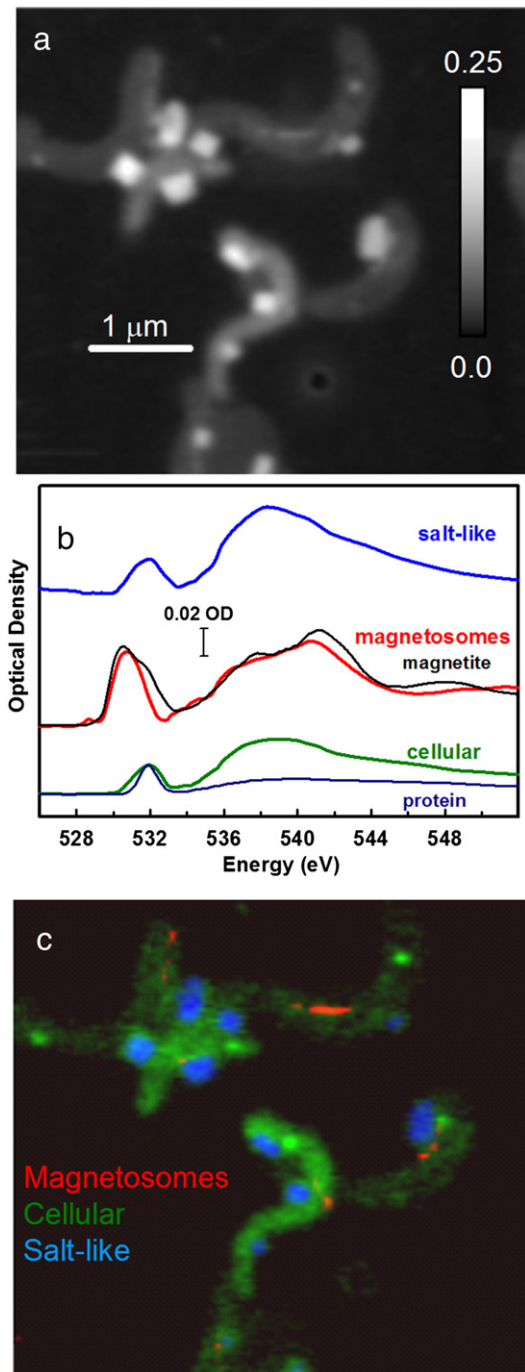 a
0.25
1 μm
0.0
b
salt-like
0.02 OD
magnetosomes
magnetite
cellular
protein
Optical Density
528 532 536 540 544 548
Energy (eV)
c
Magnetosomes
Cellular
Salt-like